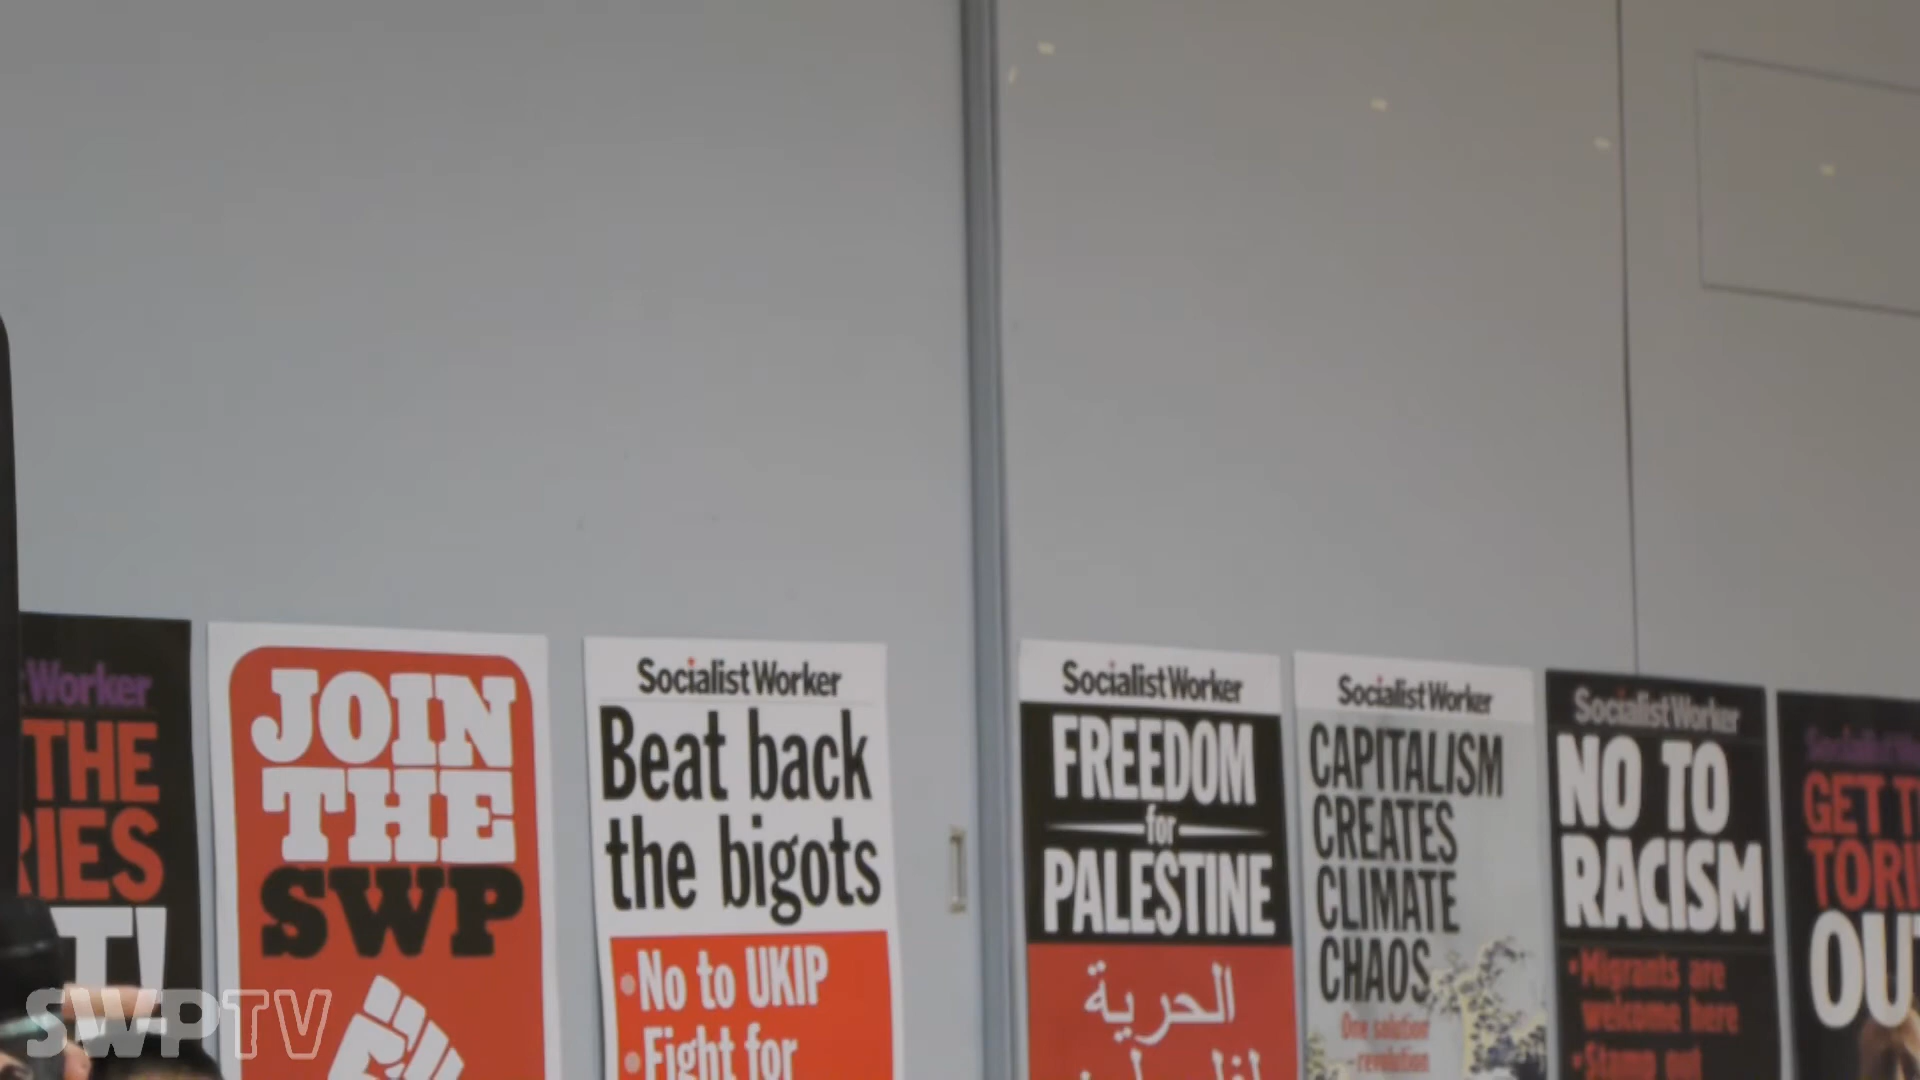 Worker
THE
RIES
T!
JOIN
THE
SWP
Socialist Worker
Beat back
the bigots
No to UKIP
Fight for
Socialist Worker
FREEDOM
for
PALESTINE
الحرية
Socialist Worker
CAPITALISM
CREATES
CLIMATE
CHAOS
One solution
revolution
Socialist Worker
NO TO
RACISM
Migrants are
welcome here
Stamp out
GET T
TORI
OU
SWPTV